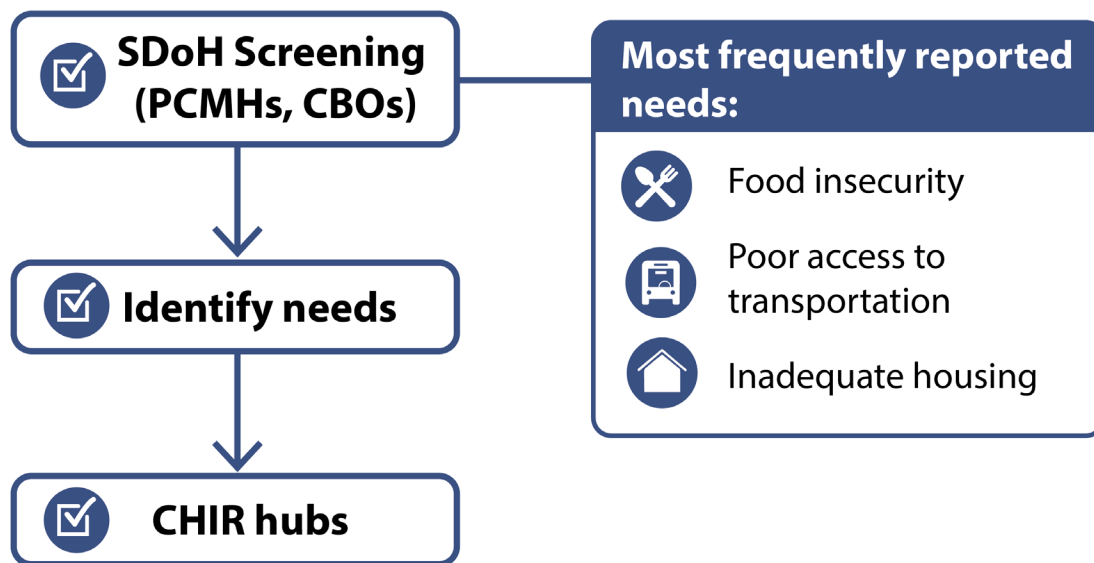 SDoH Screening
(PCMHs, CBOs)
Identify needs
CHIR hubs
Most frequently reported
needs:
Food insecurity
Poor access to
transportation
Inadequate housing